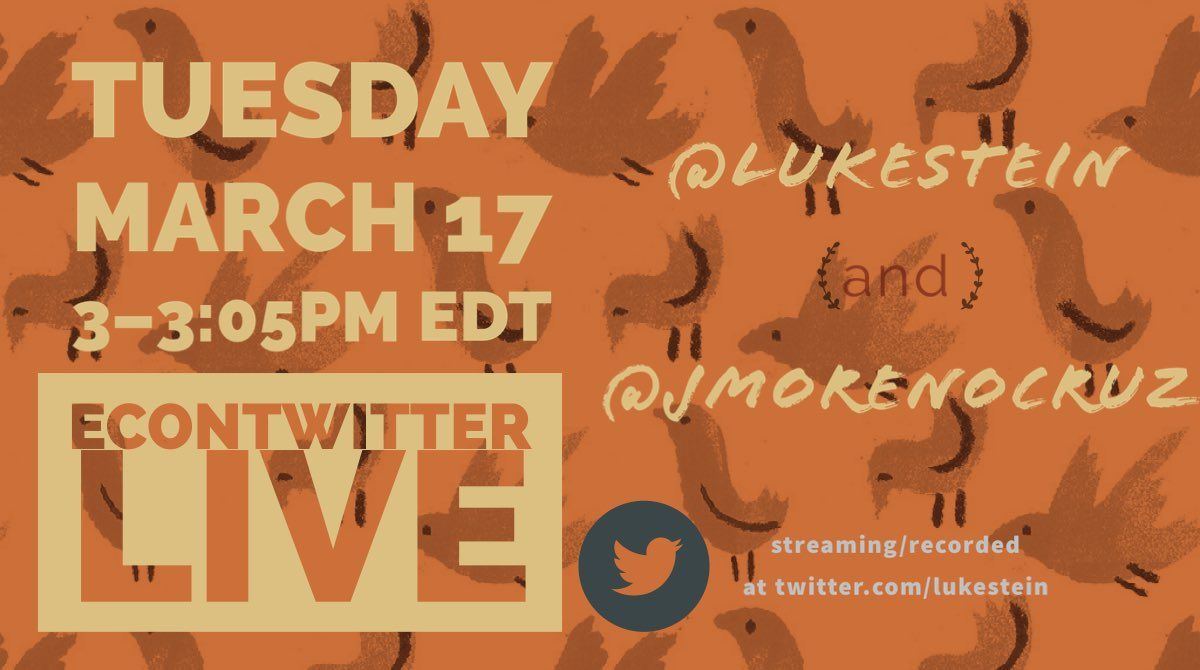 TUESDAY
MARCH 17
3–3:05PM EDT
ECONTWITTER
LIVE
@LUKESTEIN
(and)
@JMORENOCRUZ
streaming/recorded
at twitter.com/lukestein